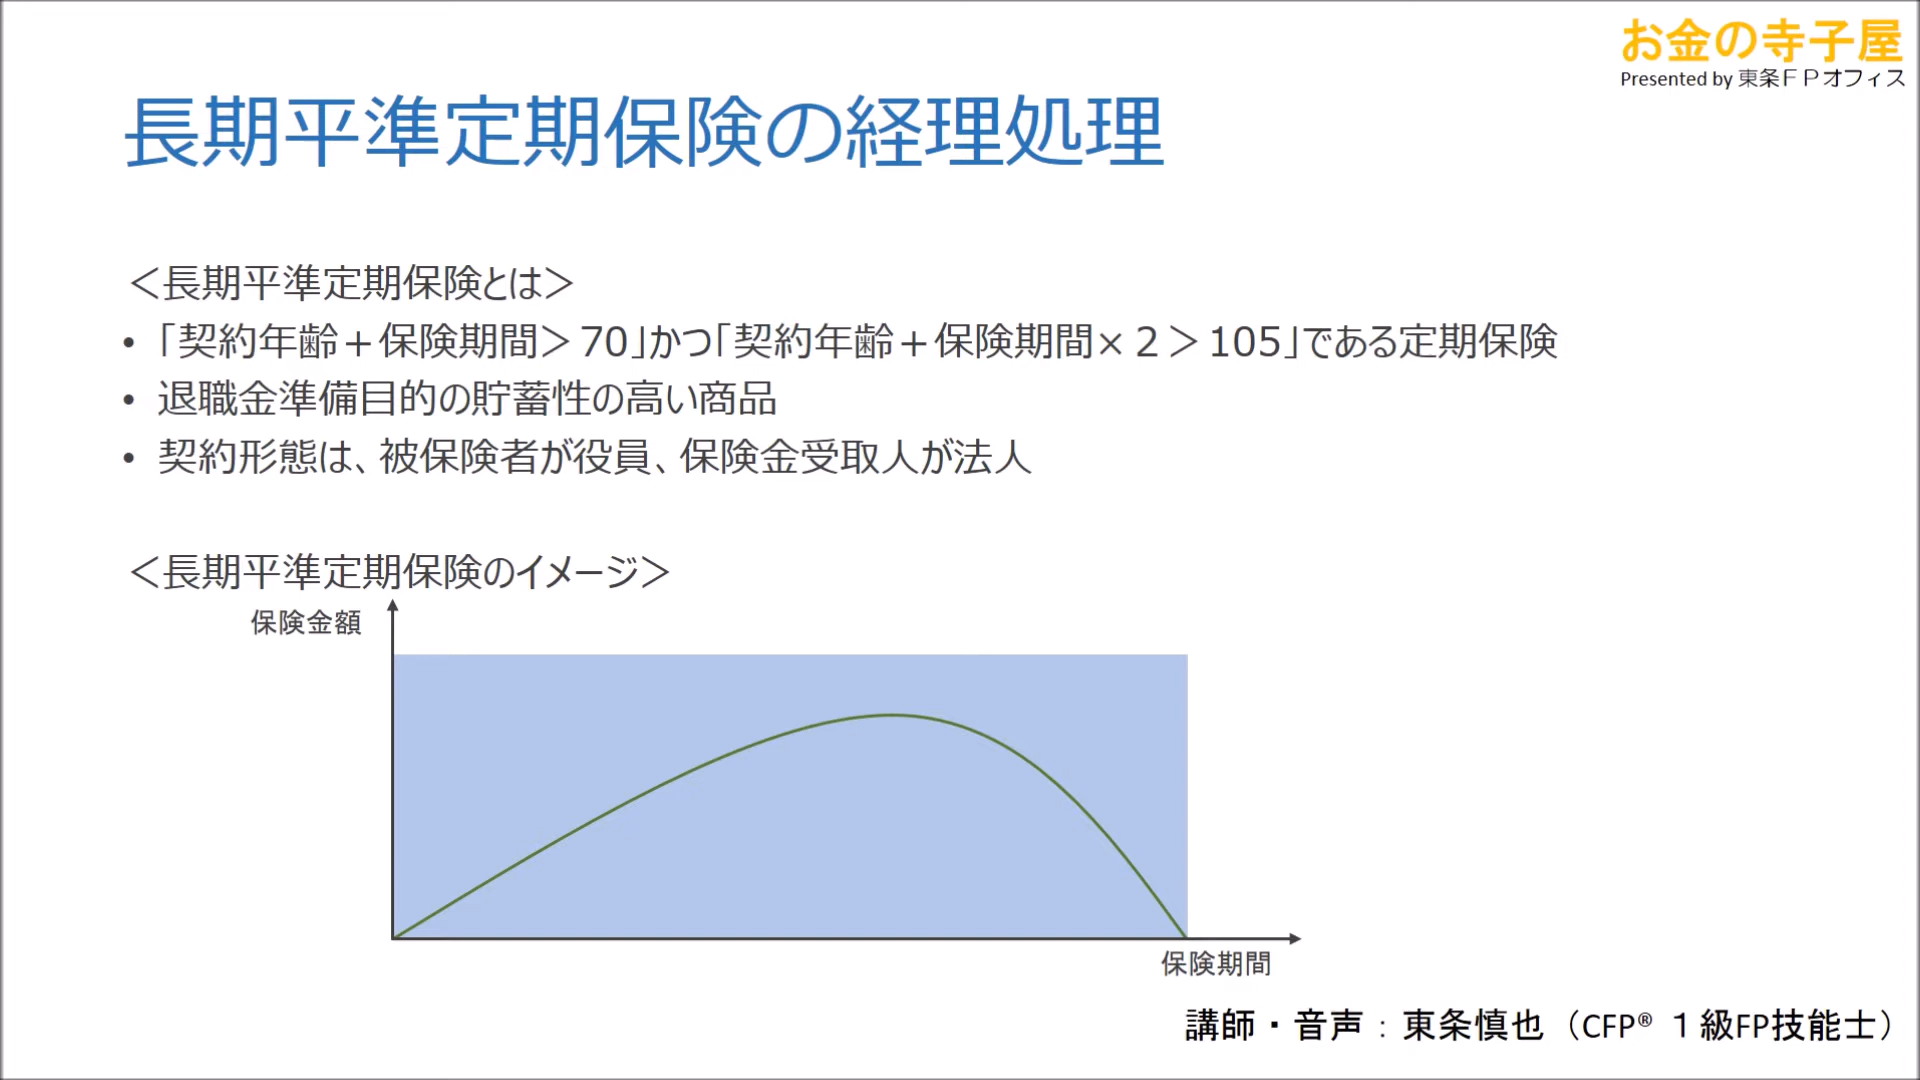 お金の寺子屋
Presented by 東条ＦＰオフィス
長期平準定期保険の経理処理
＜長期平準定期保険とは＞
• 「契約年齢＋保険期間＞70」かつ「契約年齢＋保険期間×２＞105」である定期保険
• 退職金準備目的の貯蓄性の高い商品
• 契約形態は、被保険者が役員、保険金受取人が法人
＜長期平準定期保険のイメージ＞
保険金額
保険期間
講師・音声：東条慎也（CFP® １級FP技能士）